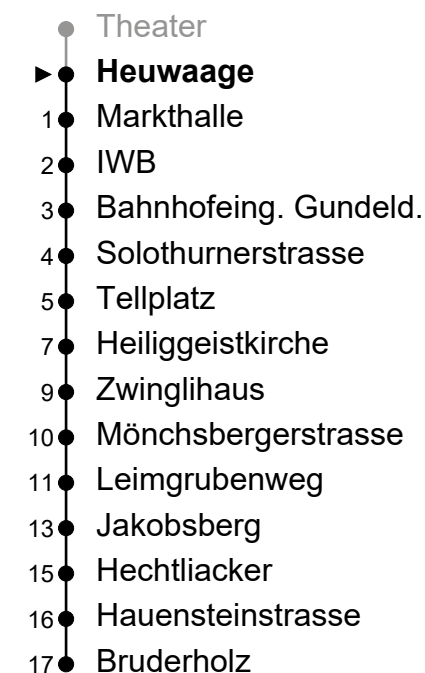 Theater
► Heuwaage
1 Markthalle
2 IWB
3 Bahnhofeing. Gundeld.
4 Solothurnerstrasse
5 Tellplatz
7 Heiliggeistkirche
9 Zwinglihaus
10 Mönchsbergerstrasse
11 Leimgrubenweg
13 Jakobsberg
15 Hechtliacker
16 Hauensteinstrasse
17 Bruderholz